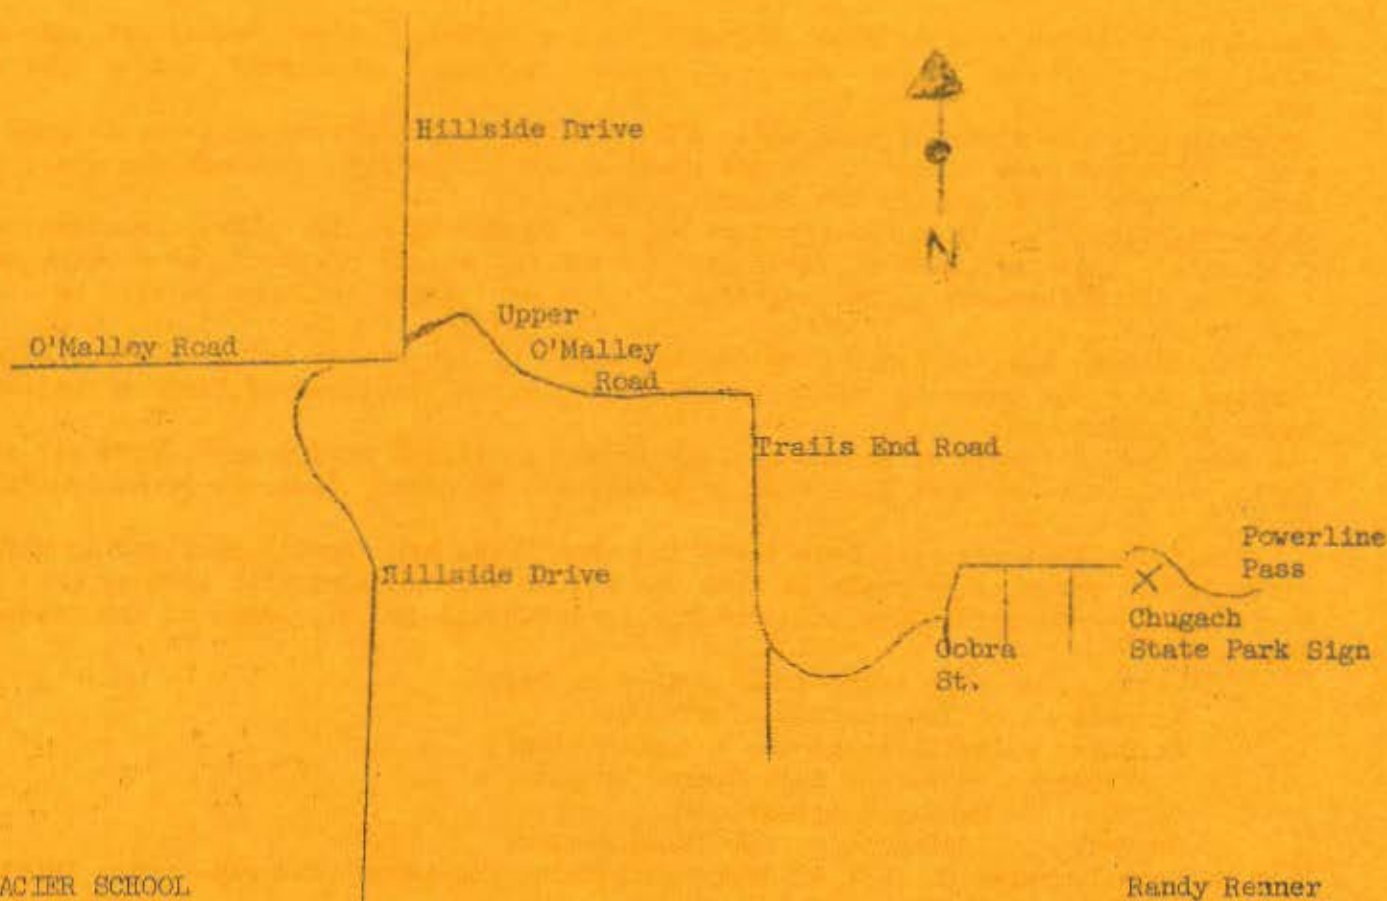 Hillside Drive
N
Upper
O'Malley Road
O'Malley
Road
Trails End Road
Powerline
Pass
Hillside Drive
Chugach
State Park Sign
Cobra
St.
ACIER SCHOOL
Randy Renner